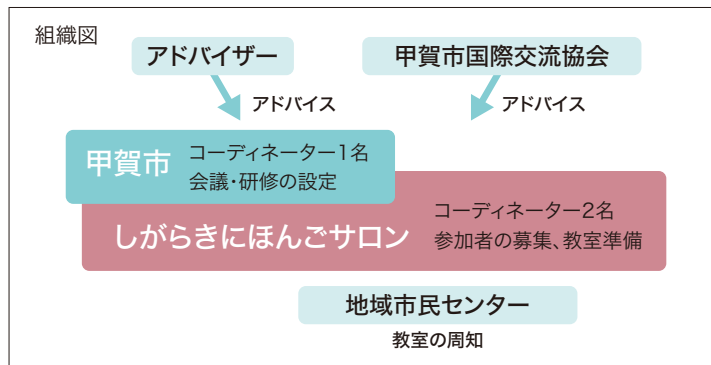 組織図
アドバイザー
甲賀市国際交流協会
アドバイス
アドバイス
甲賀市
コーディネーター1名
会議・研修の設定
しがらきにほんごサロン
コーディネーター2名
参加者の募集、教室準備
地域市民センター
教室の周知